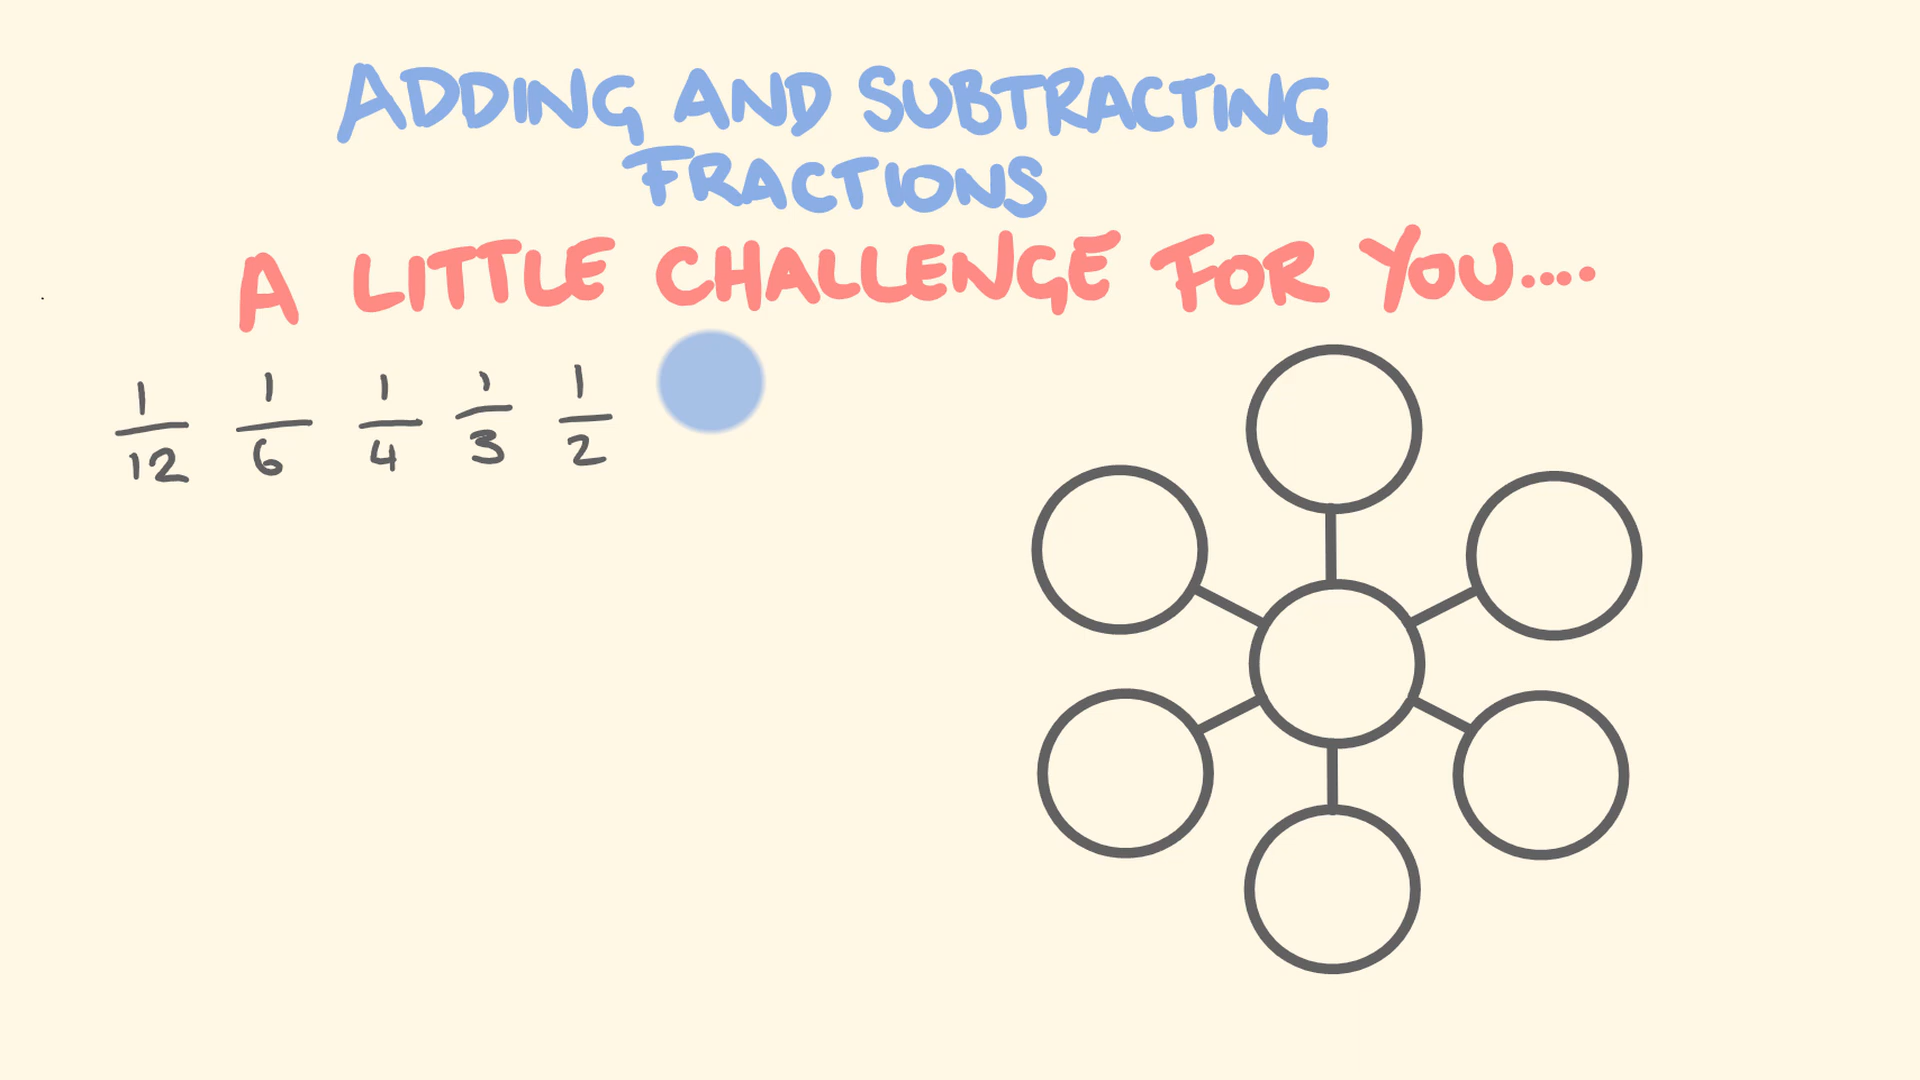 ADDING AND SUBTRACTING
FRACTIONS
A LITTLE CHALLENGE FOR YOU....
1/12 1/6 1/4 1/3 1/2